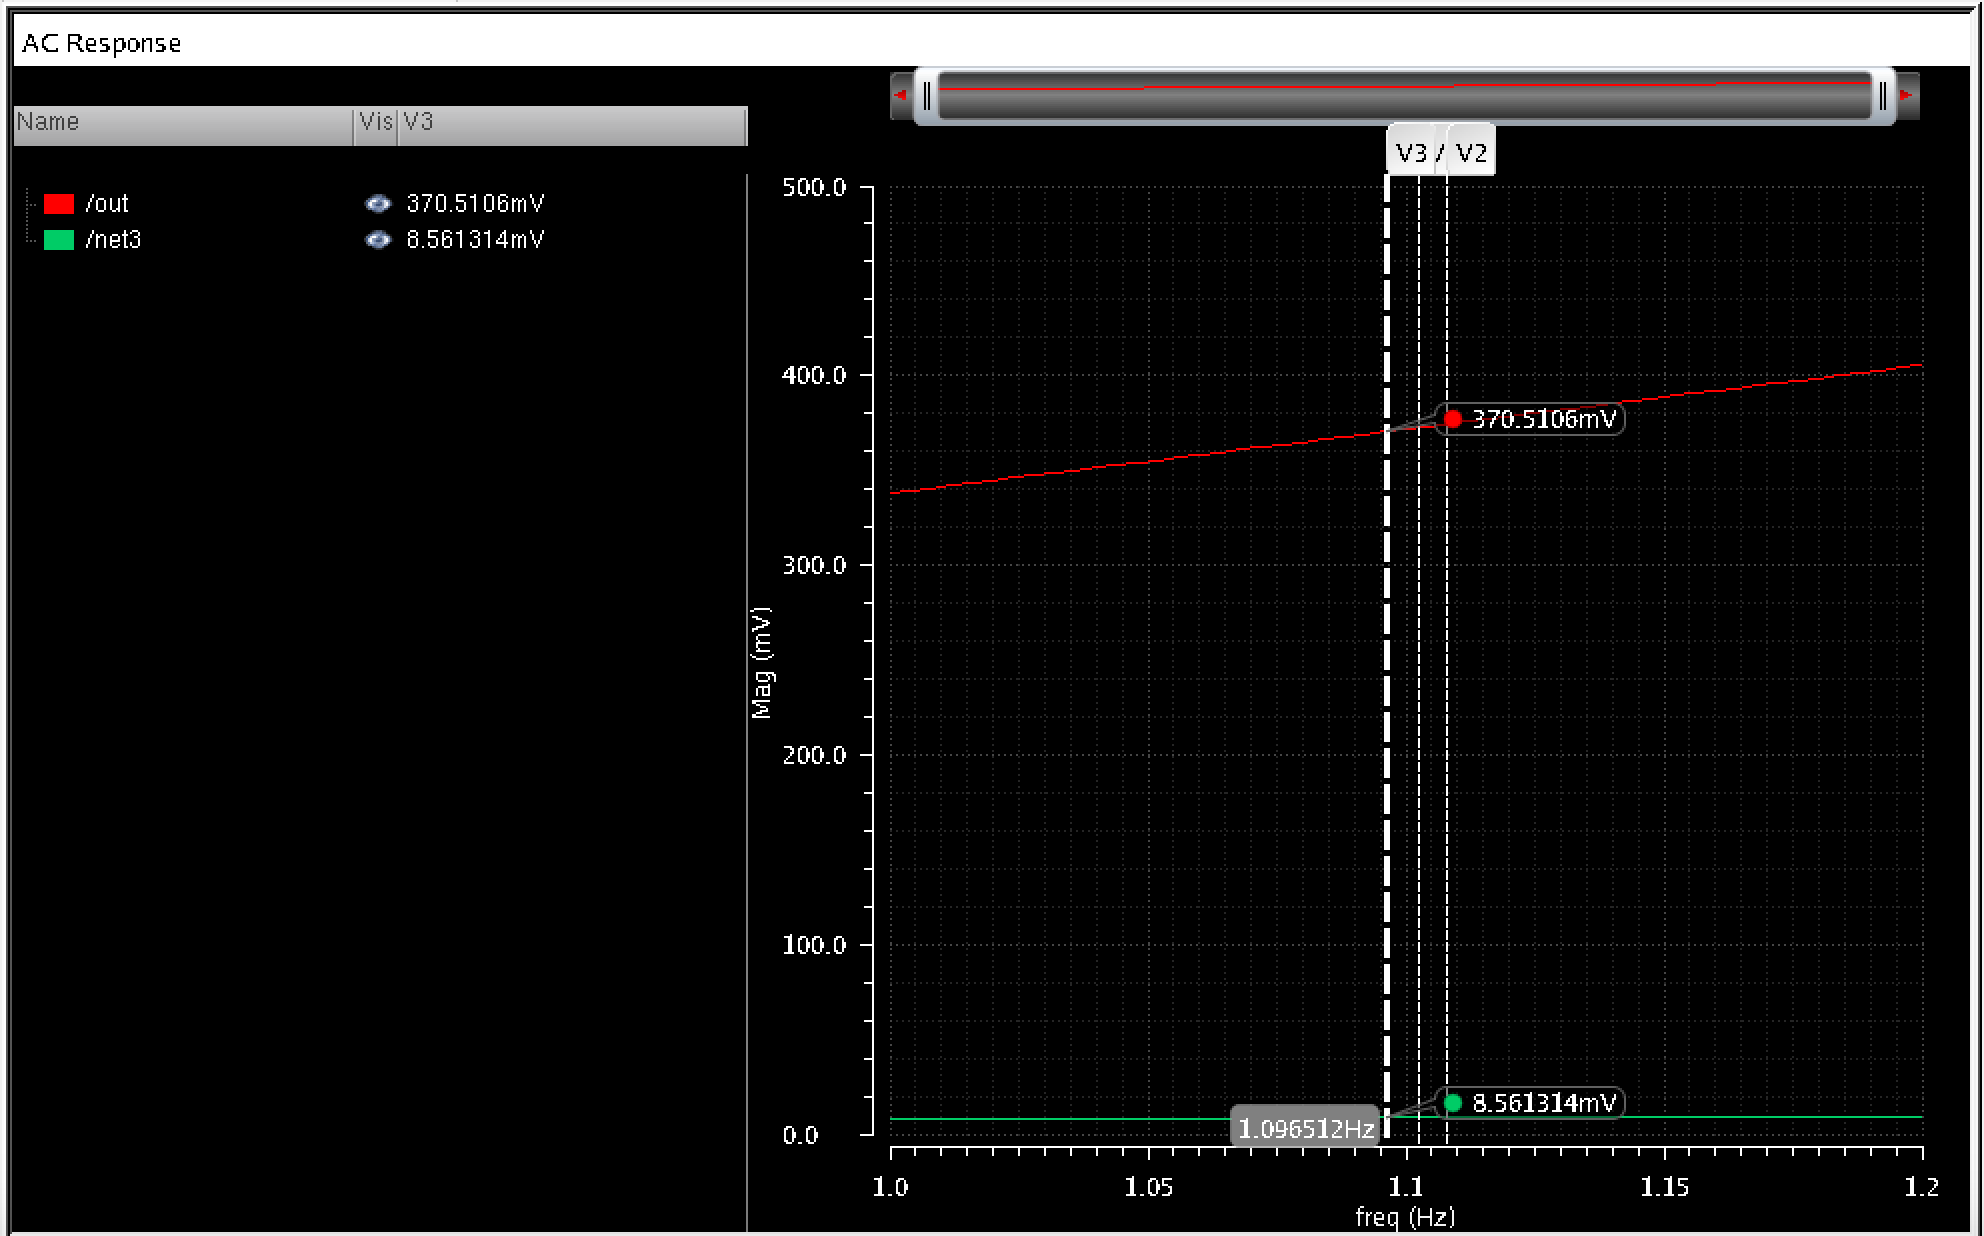 AC Response
Name Vis V3
/out 370.5106mV
/net3 8.561314mV
V3 / V2
500.0
400.0
370.5106mV
300.0
Mag (mV)
200.0
100.0
8.561314mV
1.096512Hz
0.0
1.0 1.05 1.1 1.15 1.2
freq (Hz)